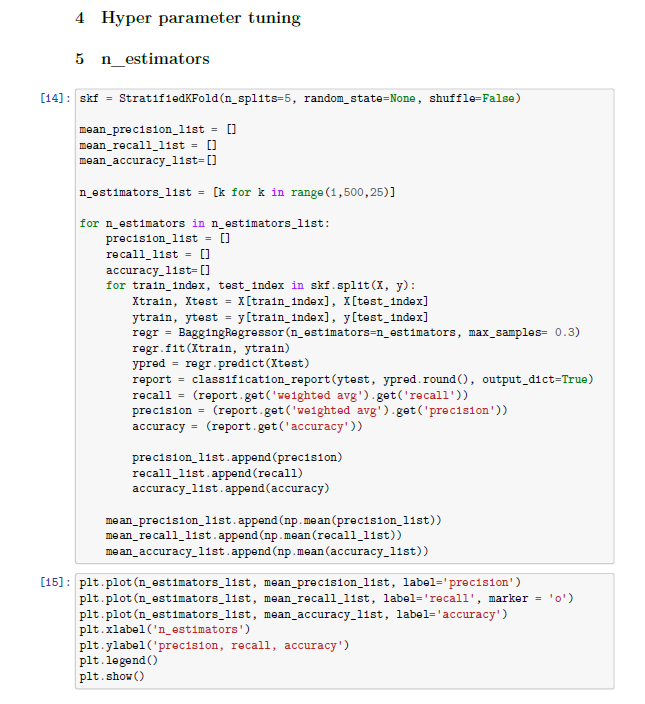 4 Hyper parameter tuning
5 n_estimators
[14]: skf = StratifiedKFold(n_splits=5, random_state=None, shuffle=False)
mean_precision_list = []
mean_recall_list = []
mean_accuracy_list=[]
n_estimators_list = [k for k in range(1,500,25)]
for n_estimators in n_estimators_list:
    precision_list = []
    recall_list = []
    accuracy_list=[]
    for train_index, test_index in skf.split(X, y):
        Xtrain, Xtest = X[train_index], X[test_index]
        ytrain, ytest = y[train_index], y[test_index]
        regr = BaggingRegressor(n_estimators=n_estimators, max_samples= 0.3)
        regr.fit(Xtrain, ytrain)
        ypred = regr.predict(Xtest)
        report = classification_report(ytest, ypred.round(), output_dict=True)
        recall = (report.get('weighted avg').get('recall'))
        precision = (report.get('weighted avg').get('precision'))
        accuracy = (report.get('accuracy'))
        precision_list.append(precision)
        recall_list.append(recall)
        accuracy_list.append(accuracy)
    mean_precision_list.append(np.mean(precision_list))
    mean_recall_list.append(np.mean(recall_list))
    mean_accuracy_list.append(np.mean(accuracy_list))
[15]: plt.plot(n_estimators_list, mean_precision_list, label='precision')
plt.plot(n_estimators_list, mean_recall_list, label='recall', marker = 'o')
plt.plot(n_estimators_list, mean_accuracy_list, label='accuracy')
plt.xlabel('n_estimators')
plt.ylabel('precision, recall, accuracy')
plt.legend()
plt.show()